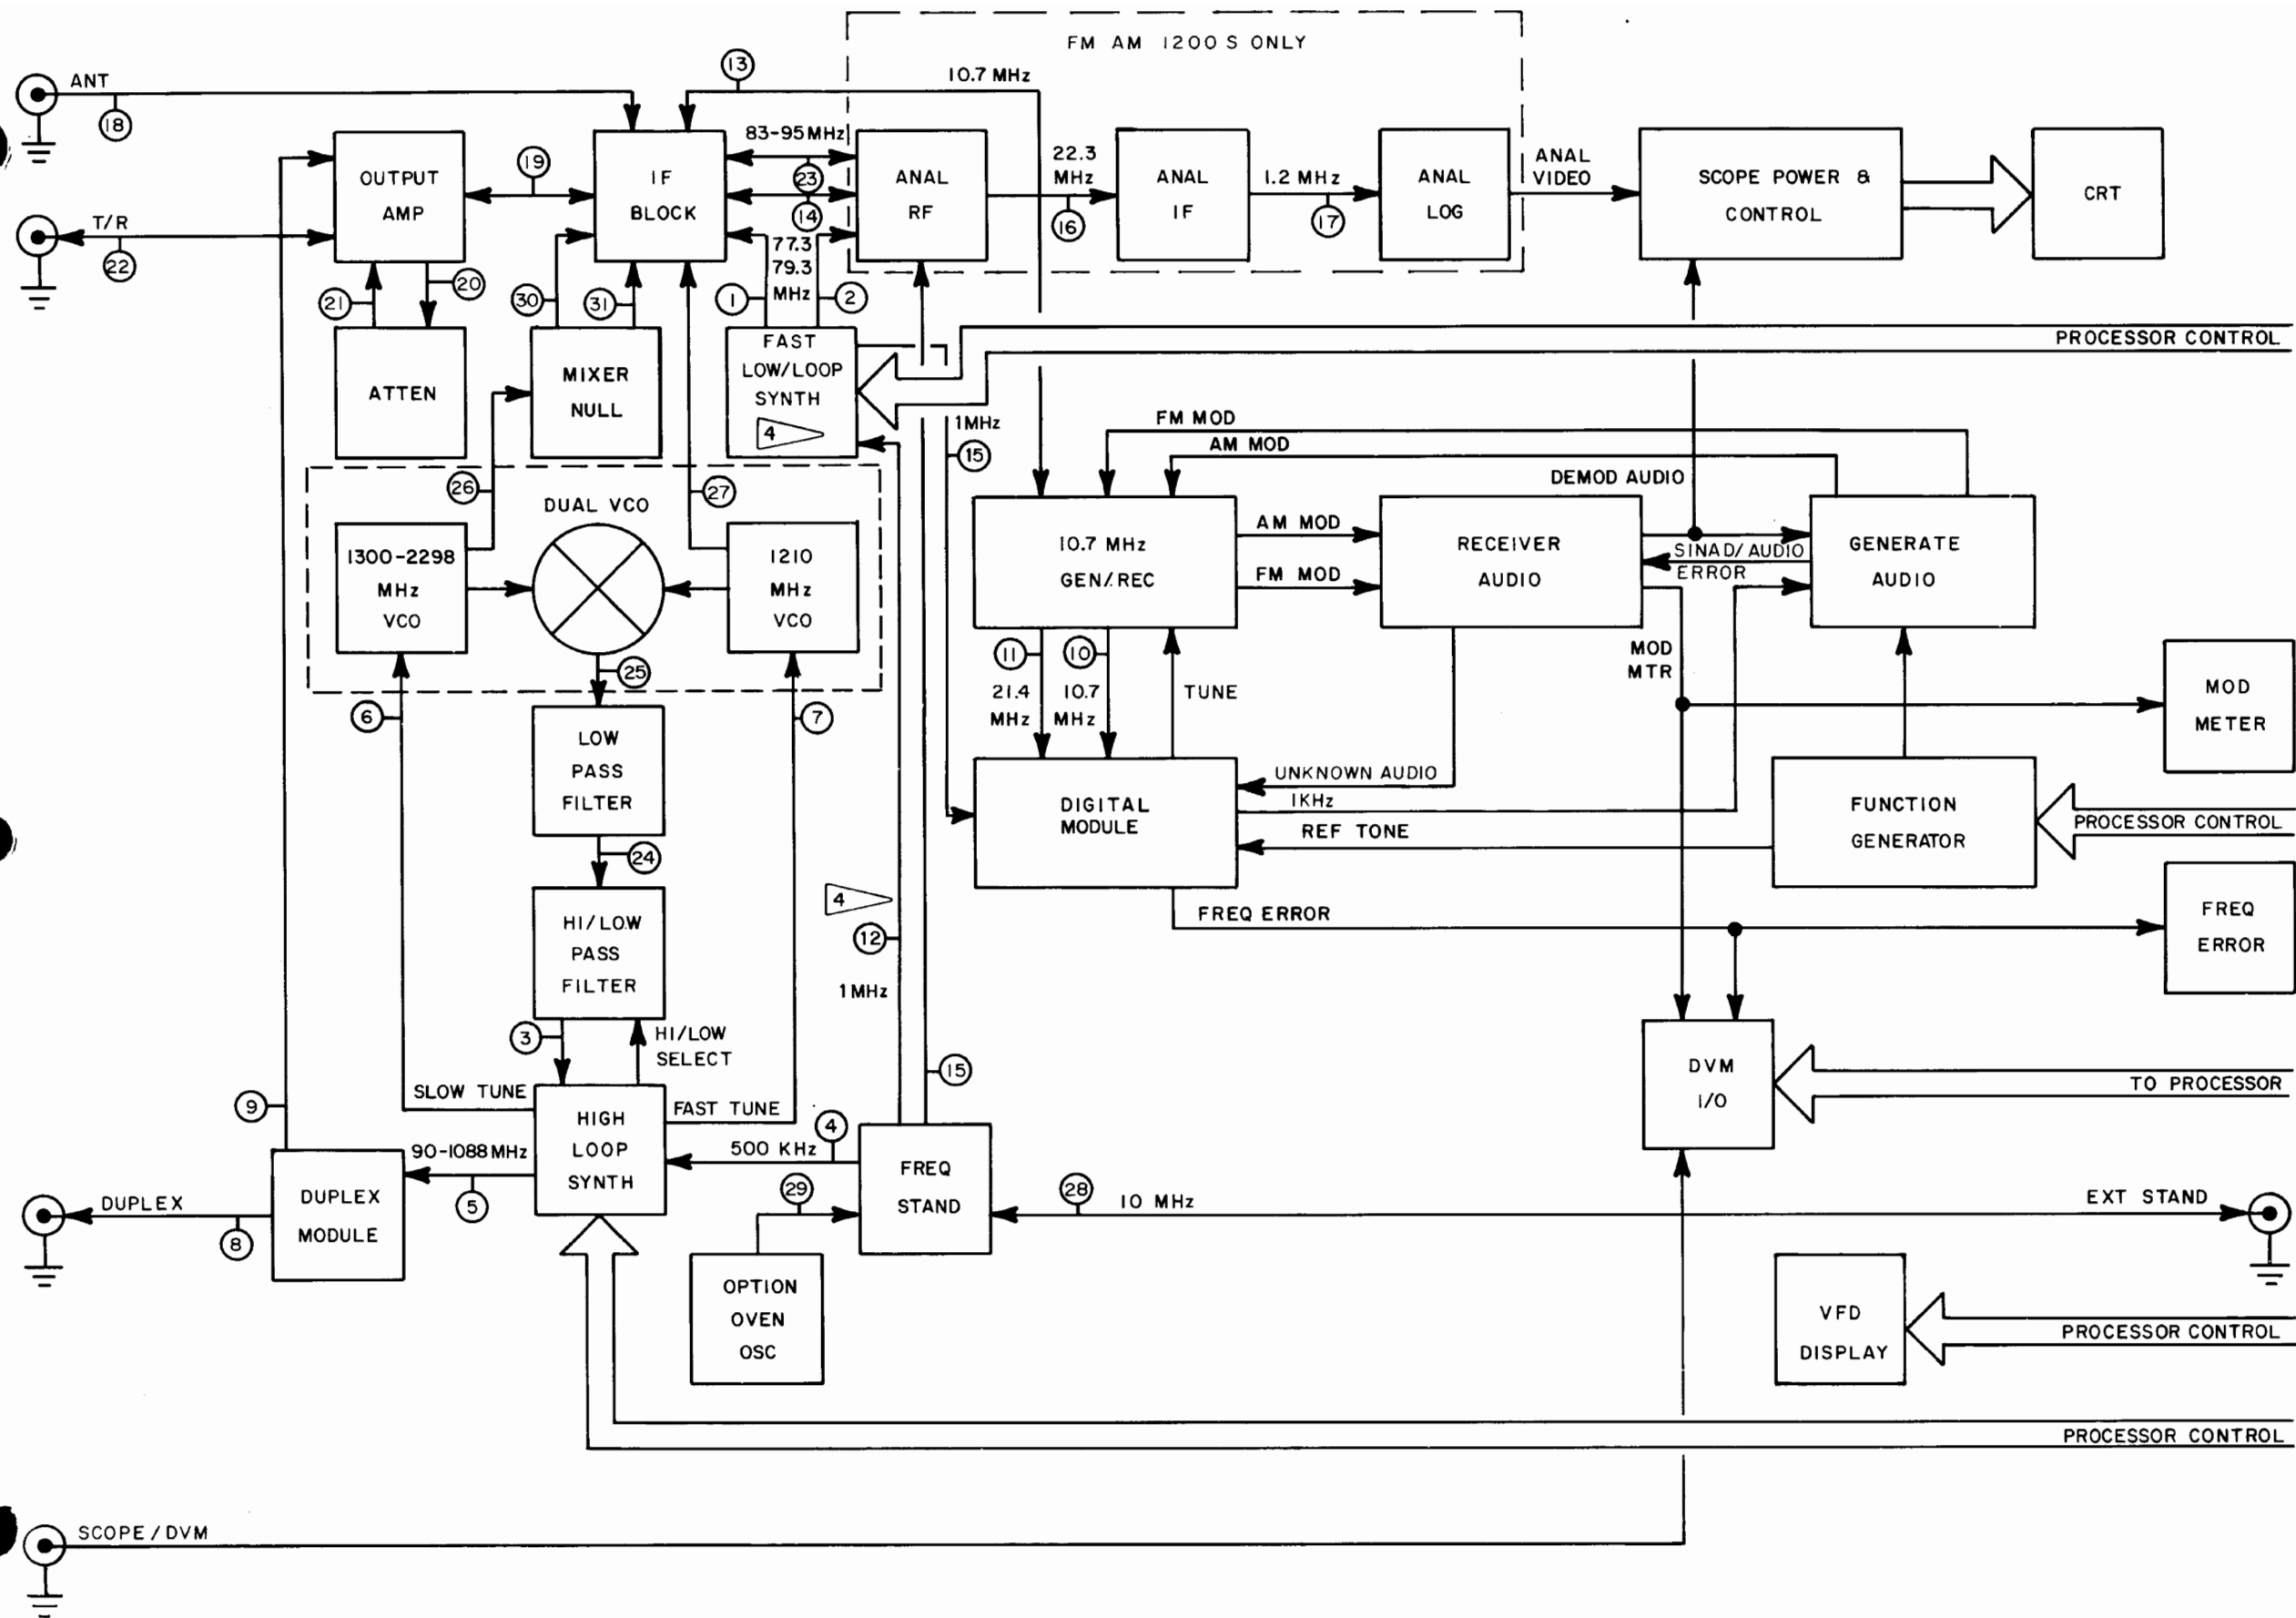 FM AM 1200 S ONLY
ANT
18
13
10.7 MHz
OUTPUT
AMP
19
IF
BLOCK
83-95 MHz
23
14
ANAL
RF
22.3
MHz
16
ANAL
IF
1.2 MHz
17
ANAL
LOG
ANAL
VIDEO
SCOPE POWER &
CONTROL
CRT
T/R
22
21
20
30
31
77.3
79.3
MHz
1
2
ATTEN
MIXER
NULL
FAST
LOW/LOOP
SYNTH
4
PROCESSOR CONTROL
1MHz
15
FM MOD
AM MOD
DEMOD AUDIO
26
27
DUAL VCO
1300-2298
MHz
VCO
1210
MHz
VCO
10.7 MHz
GEN/REC
AM MOD
FM MOD
RECEIVER
AUDIO
SINAD/AUDIO
ERROR
GENERATE
AUDIO
25
6
7
11
10
21.4
MHz
10.7
MHz
TUNE
MOD
MTR
MOD
METER
LOW
PASS
FILTER
UNKNOWN AUDIO
1KHz
REF TONE
DIGITAL
MODULE
FUNCTION
GENERATOR
PROCESSOR CONTROL
24
4
12
1MHz
HI/LOW
PASS
FILTER
FREQ ERROR
FREQ
ERROR
3
HI/LOW
SELECT
15
DVM
I/O
TO PROCESSOR
9
SLOW TUNE
HIGH
LOOP
SYNTH
FAST TUNE
4
500 KHz
90-1088MHz
5
FREQ
STAND
29
28
10 MHz
EXT STAND
DUPLEX
8
DUPLEX
MODULE
OPTION
OVEN
OSC
VFD
DISPLAY
PROCESSOR CONTROL
PROCESSOR CONTROL
SCOPE/DVM